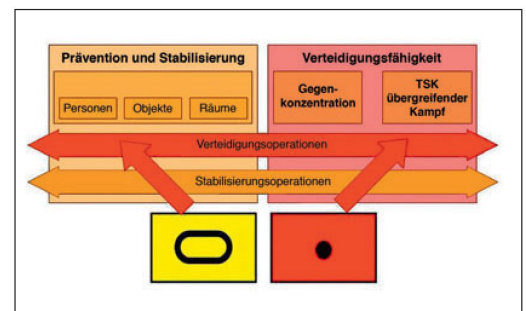 Prävention und Stabilisierung
Personen
Objekte
Räume
Verteidigungsfähigkeit
Gegen-
konzentration
TSK
übergreifender
Kampf
Verteidigungsoperationen
Stabilisierungsoperationen